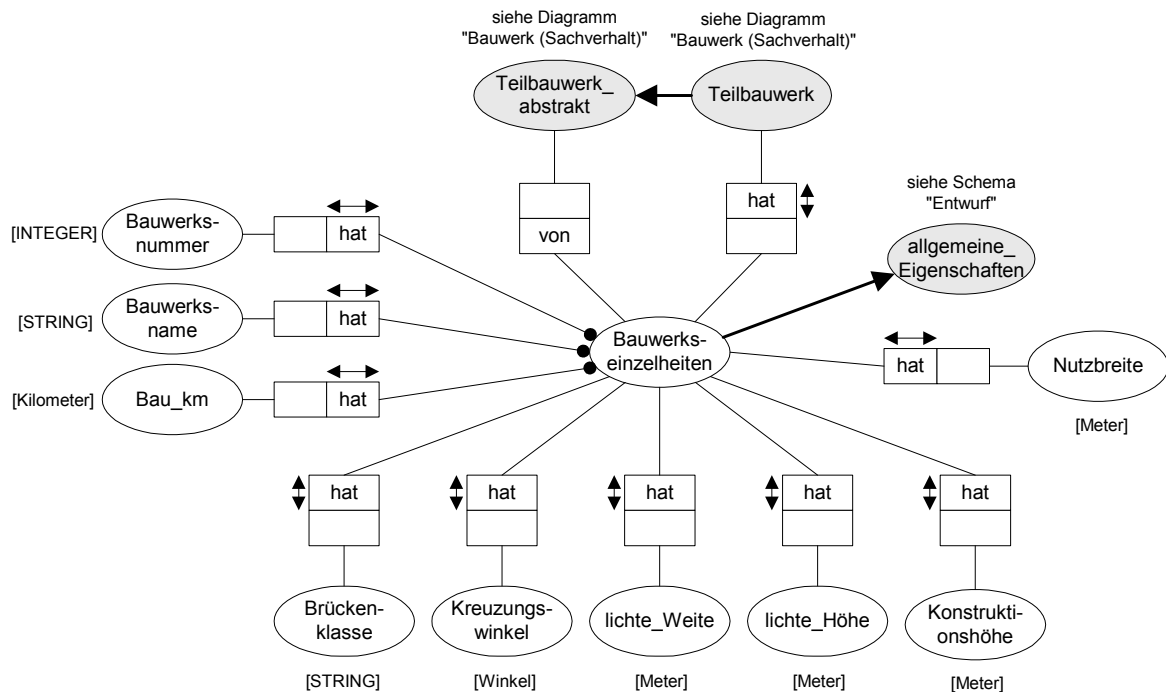 siehe Diagramm
"Bauwerk (Sachverhalt)"
siehe Diagramm
"Bauwerk (Sachverhalt)"
Teilbauwerk_
abstrakt
Teilbauwerk
hat
von
siehe Schema
"Entwurf"
allgemeine_
Eigenschaften
[INTEGER]
Bauwerks-
nummer
hat
[STRING]
Bauwerks-
name
hat
[Kilometer]
Bau_km
hat
Bauwerks-
einzelheiten
hat
Nutzbreite
[Meter]
hat
hat
hat
hat
hat
Brücken-
klasse
Kreuzungs-
winkel
lichte_Weite
lichte_Höhe
Konstrukti-
onshöhe
[STRING]
[Winkel]
[Meter]
[Meter]
[Meter]